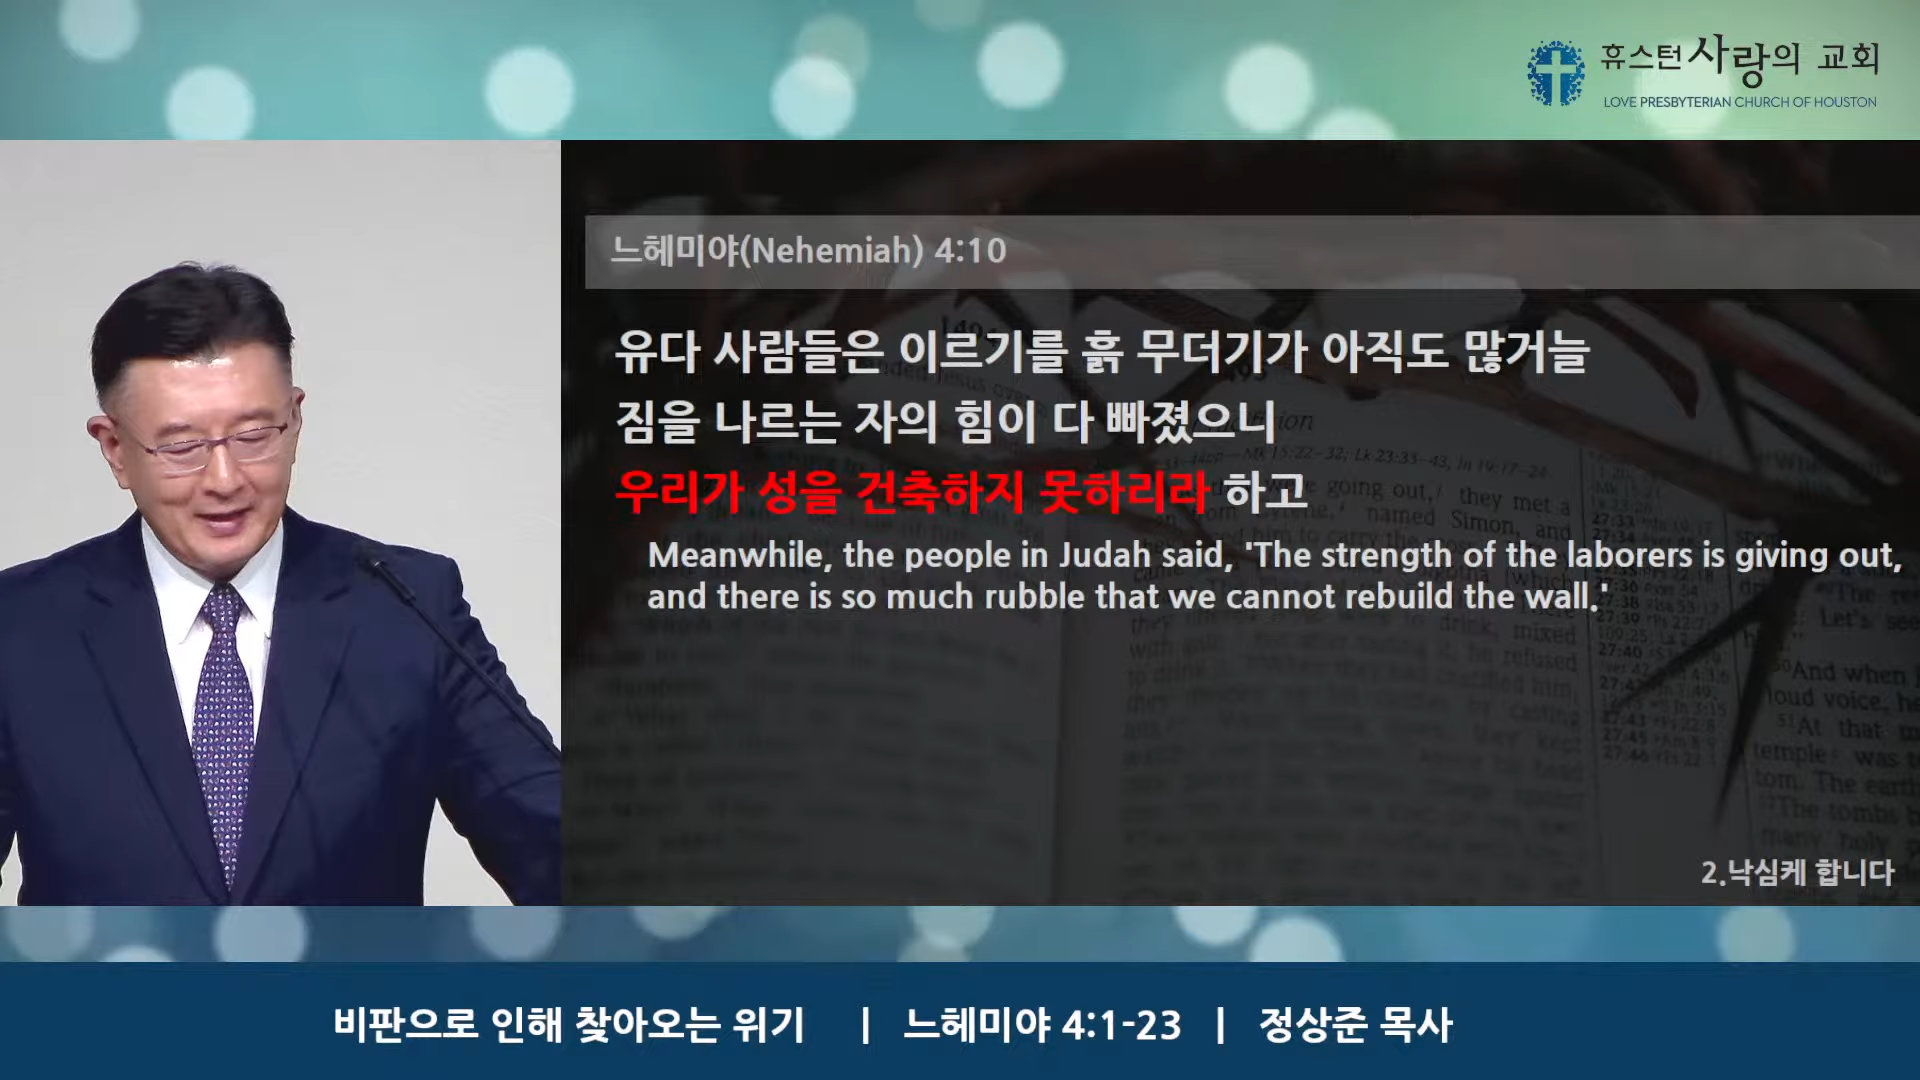 휴스턴 사랑의 교회
LOVE PRESBYTERIAN CHURCH OF HOUSTON
느헤미야(Nehemiah) 4:10
유다 사람들은 이르기를 흙 무더기가 아직도 많거늘
짐을 나르는 자의 힘이 다 빠졌으니
우리가 성을 건축하지 못하리라 하고
Meanwhile, the people in Judah said, 'The strength of the laborers is giving out,
and there is so much rubble that we cannot rebuild the wall.'
2.낙심케 합니다
비판으로 인해 찾아오는 위기 | 느헤미야 4:1-23 | 정상준 목사